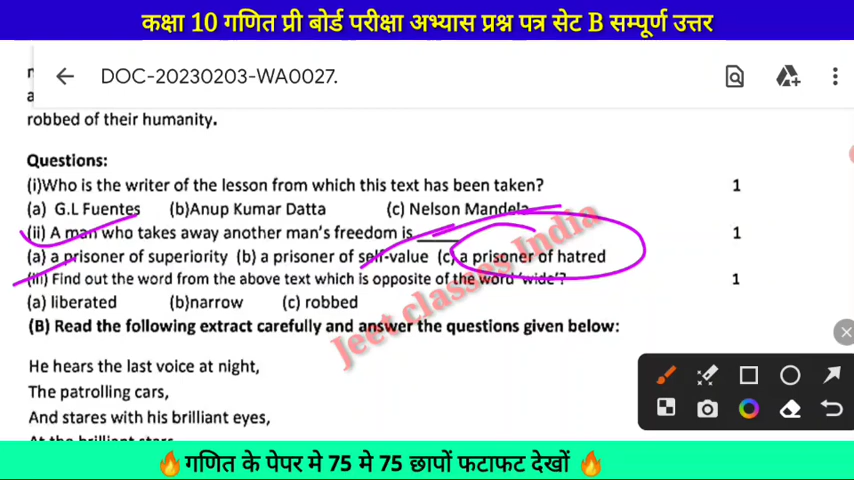 कक्षा 10 गणित प्री बोर्ड परीक्षा अभ्यास प्रश्न पत्र सेट B सम्पूर्ण उत्तर
DOC-20230203-WA0027.
robbed of their humanity.
Questions:
(i)Who is the writer of the lesson from which this text has been taken? 1
(a) G.L Fuentes (b)Anup Kumar Datta (c) Nelson Mandela
(ii) A man who takes away another man's freedom is ______ 1
(a) a prisoner of superiority (b) a prisoner of self-value (c) a prisoner of hatred
(iii) Find out the word from the above text which is opposite of the word 'wide'? 1
(a) liberated (b)narrow (c) robbed
(B) Read the following extract carefully and answer the questions given below:
Jeet classes India
He hears the last voice at night,
The patrolling cars,
And stares with his brilliant eyes,
At the brilliant stars
🔥गणित के पेपर मे 75 मे 75 छापों फटाफट देखों 🔥